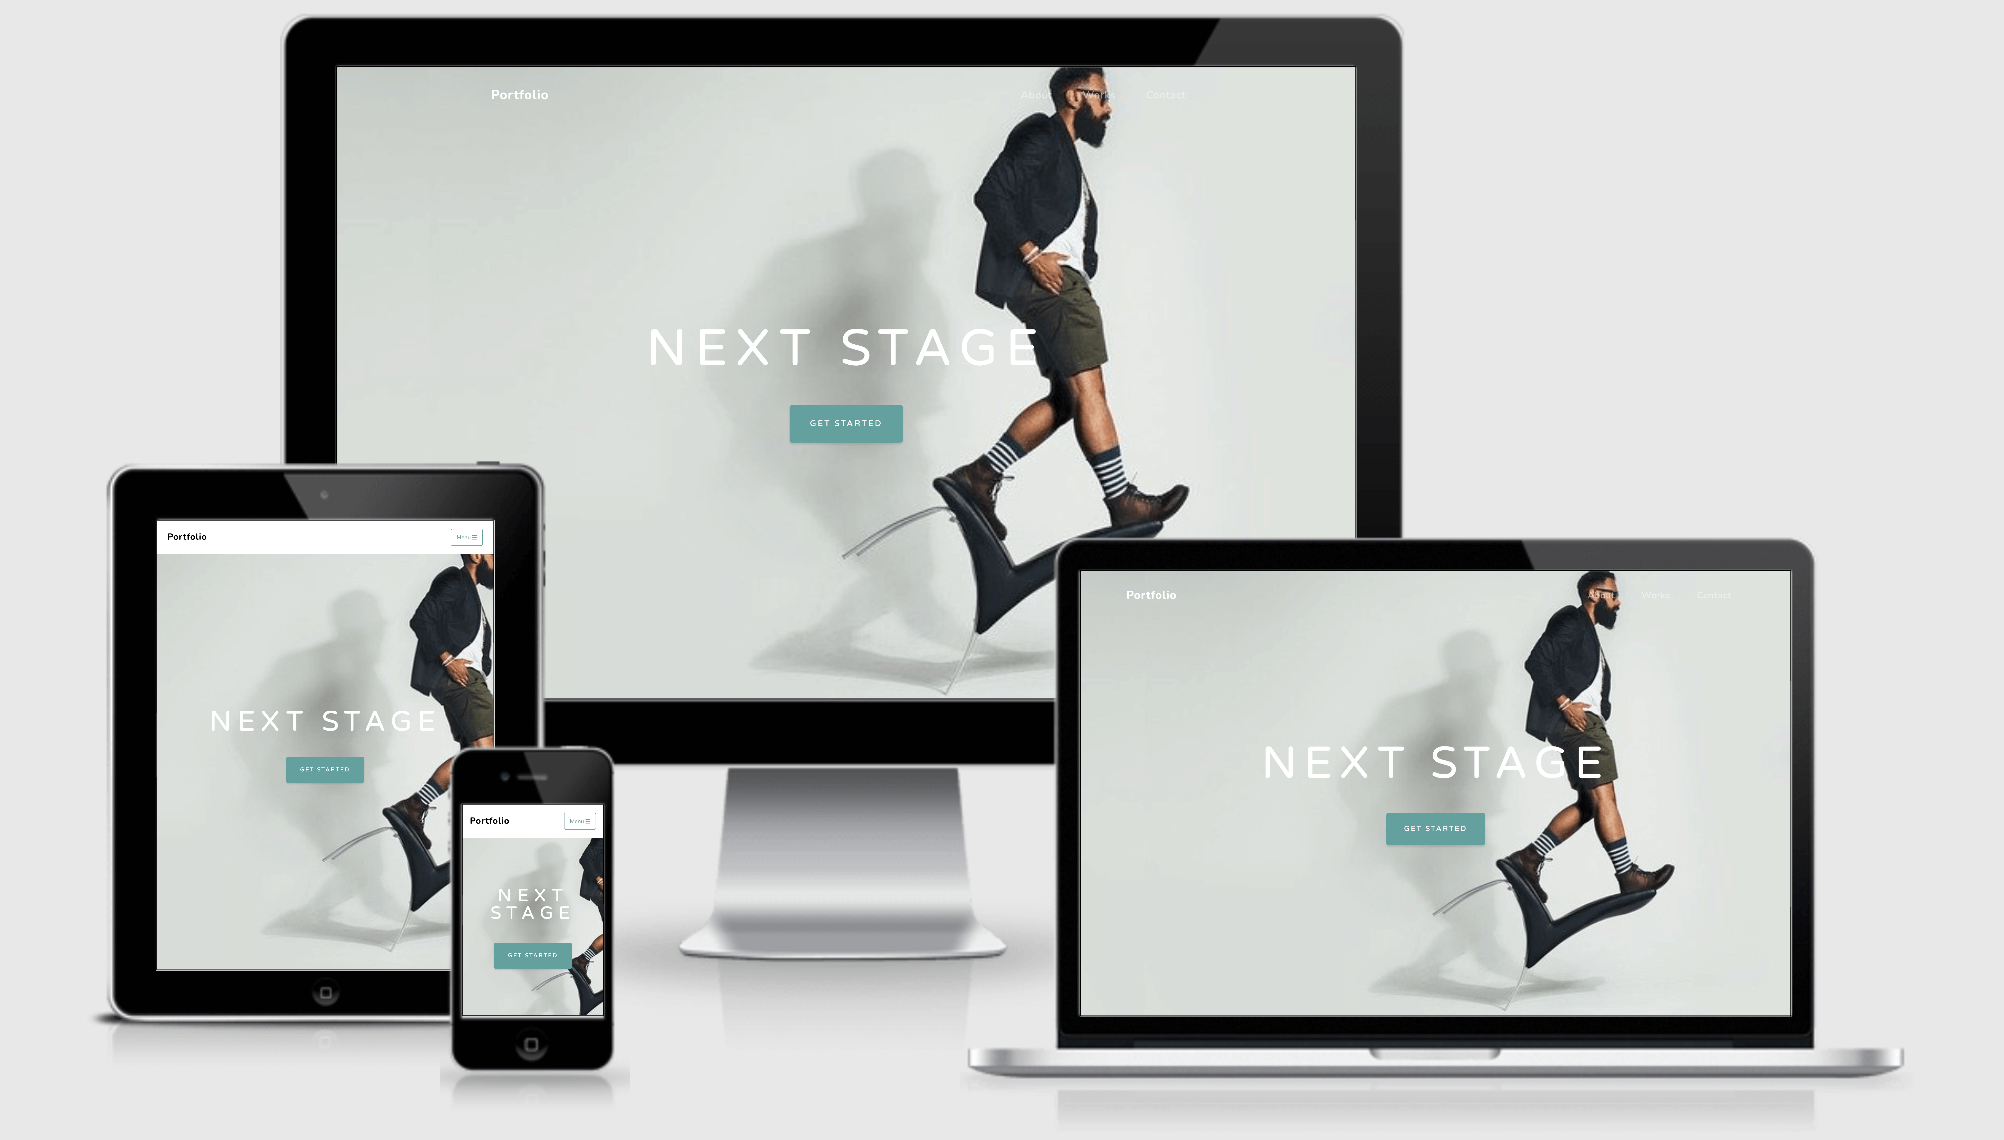 Portfolio
About Works Contact
NEXT STAGE
GET STARTED
Portfolio
Menu
NEXT STAGE
GET STARTED
Portfolio
Menu
NEXT
STAGE
GET STARTED
Portfolio
About Works Contact
NEXT STAGE
GET STARTED